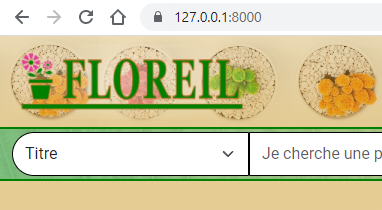 127.0.0.1:8000
FLOREIL
Titre
Je cherche une p